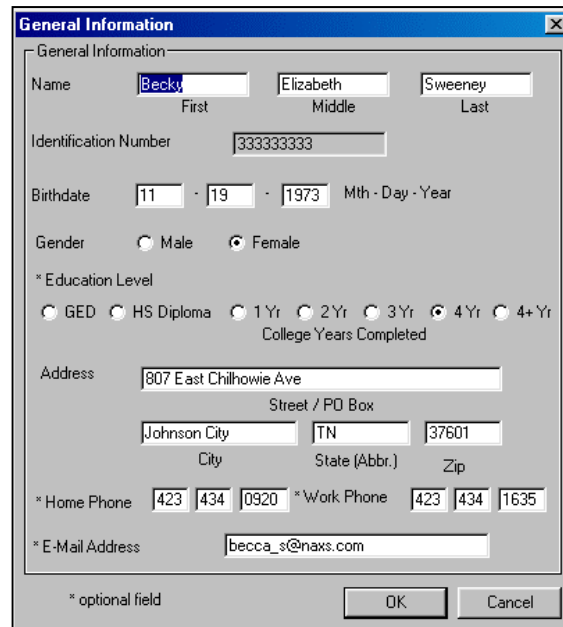 General Information
General Information
Name Becky Elizabeth Sweeney
First Middle Last
Identification Number 333333333
Birthdate 11 - 19 - 1973 Mth - Day - Year
Gender Male Female
* Education Level
GED HS Diploma 1 Yr 2 Yr 3 Yr 4 Yr 4+ Yr
College Years Completed
Address 807 East Chilhowie Ave
Street / PO Box
Johnson City TN 37601
City State (Abbr.) Zip
* Home Phone 423 434 0920 * Work Phone 423 434 1635
* E-Mail Address becca_s@naxs.com
* optional field OK Cancel